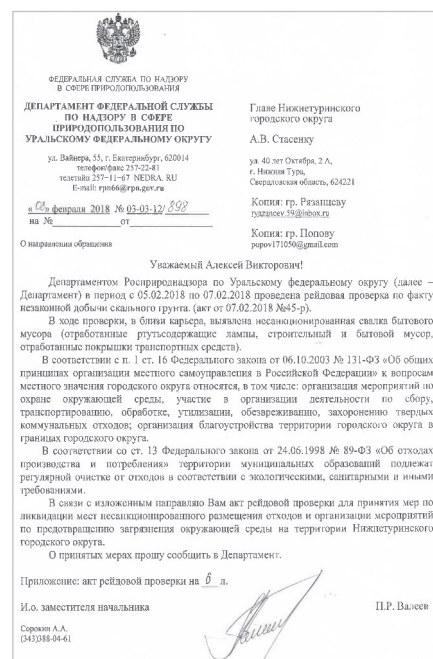 ФЕДЕРАЛЬНАЯ СЛУЖБА ПО НАДЗОРУ
В СФЕРЕ ПРИРОДОПОЛЬЗОВАНИЯ
ДЕПАРТАМЕНТ ФЕДЕРАЛЬНОЙ СЛУЖБЫ
ПО НАДЗОРУ В СФЕРЕ
ПРИРОДОПОЛЬЗОВАНИЯ ПО
УРАЛЬСКОМУ ФЕДЕРАЛЬНОМУ ОКРУГУ
ул. Вайнера, 55, г. Екатеринбург, 620014
телефон/факс 257-22-81
телетайп 257-11-67 NEDRA. RU
E-mail: rpn66@rpn.gov.ru
февраля 2018 № 03-03-12/898
на № от
О направлении обращения
Главе Нижнетуринского
городского округа
А.В. Стасенку
ул. 40 лет Октября, 2 А,
г. Нижняя Тура,
Свердловская область, 624221
Копия: гр. Рязанцеву
ryazancev.59@inbox.ru
Копия: гр. Попову
popov171050@gmail.com
Уважаемый Алексей Викторович!
Департаментом Росприроднадзора по Уральскому федеральному округу (далее –
Департамент) в период с 05.02.2018 по 07.02.2018 проведена рейдовая проверка по факту
незаконной добычи скального грунта. (акт от 07.02.2018 №45-р).
В ходе проверки, в близи карьера, выявлена несанкционированная свалка бытового
мусора (отработанные ртутьсодержащие лампы, строительный и бытовой мусор,
отработанные покрышки транспортных средств).
В соответствии с п. 1 ст. 16 Федерального закона от 06.10.2003 № 131-ФЗ «Об общих
принципах организации местного самоуправления в Российской Федерации» к вопросам
местного значения городского округа относятся, в том числе: организация мероприятий по
охране окружающей среды, участие в организации деятельности по сбору,
транспортированию, обработке, утилизации, обезвреживанию, захоронению твердых
коммунальных отходов; организация благоустройства территории городского округа в
границах городского округа.
В соответствии со ст. 13 Федерального закона от 24.06.1998 № 89-ФЗ «Об отходах
производства и потребления» территории муниципальных образований подлежат
регулярной очистке от отходов в соответствии с экологическими, санитарными и иными
требованиями.
В связи с изложенным направляю Вам акт рейдовой проверки для принятия мер по
ликвидации мест несанкционированного размещения отходов и организации мероприятий
по предотвращению загрязнения окружающей среды на территории Нижнетуринского
городского округа.
О принятых мерах прошу сообщить в Департамент.
Приложение: акт рейдовой проверки на 6 л.
И.о. заместителя начальника П.Р. Валеев
Сорокин А.А.
(343)388-04-61